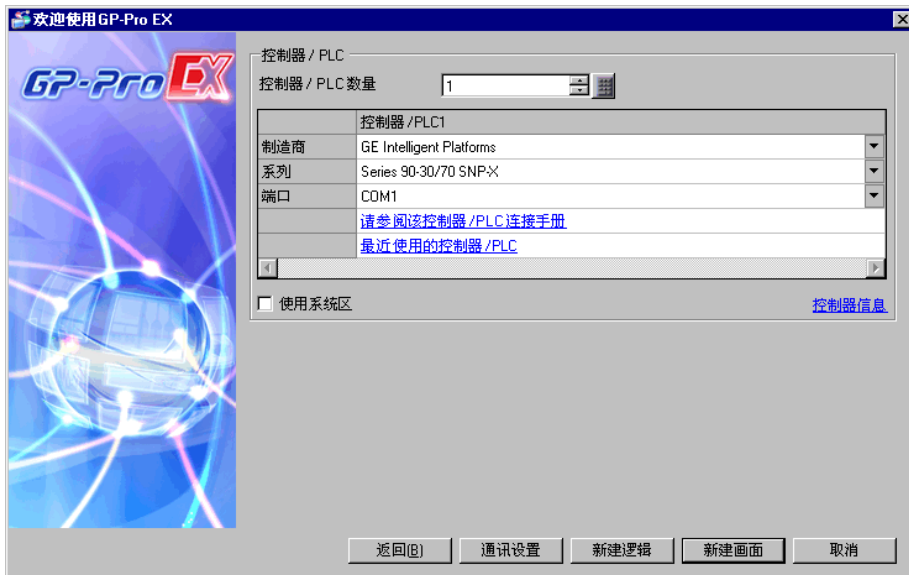 欢迎使用GP-Pro EX
GP-Pro EX
控制器 / PLC
控制器 / PLC 数量 1
控制器 /PLC1
制造商 GE Intelligent Platforms
系列 Series 90-30/70 SNP-X
端口 COM1
请参阅该控制器 /PLC 连接手册
最近使用的控制器 /PLC
使用系统区 控制器信息
返回(B) 通讯设置 新建逻辑 新建画面 取消